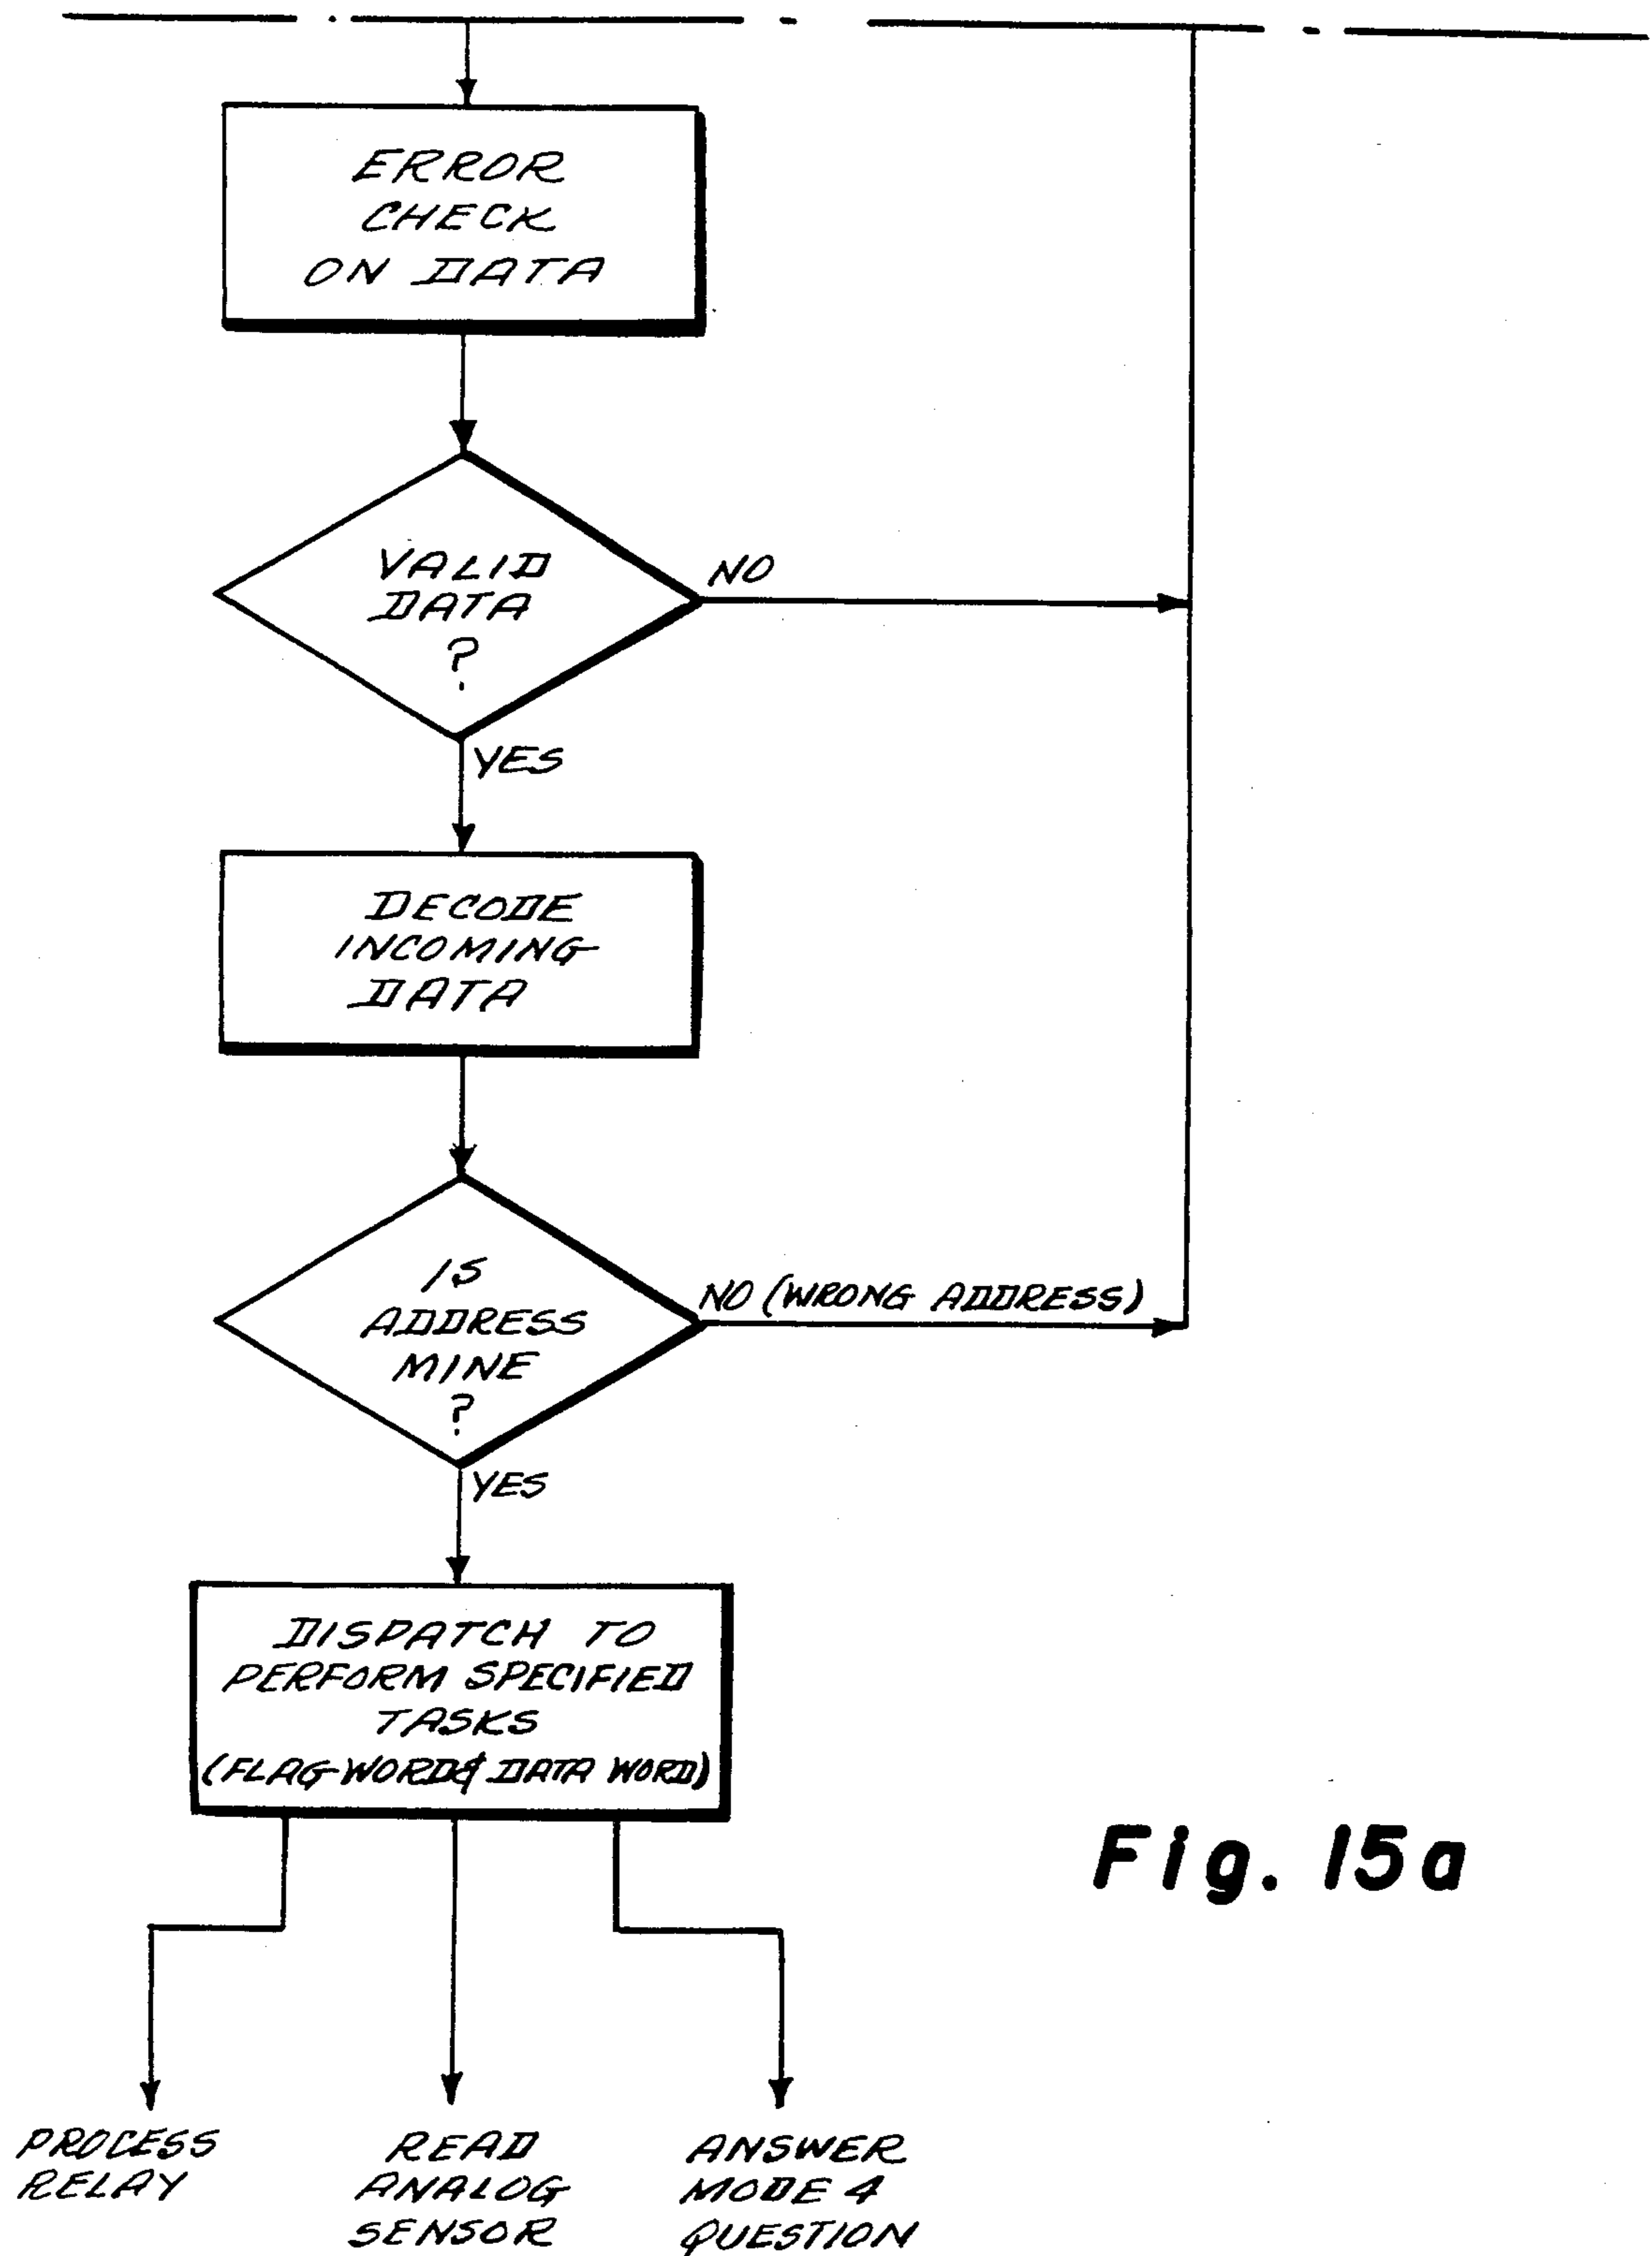 ERROR
CHECK
ON DATA
VALID
DATA
?
NO
YES
DECODE
INCOMING
DATA
IS
ADDRESS
MINE
?
NO (WRONG ADDRESS)
YES
DISPATCH TO
PERFORM SPECIFIED
TASKS
(FLAG WORD & DATA WORD)
Fig. 15a
PROCESS
RELAY
READ
ANALOG
SENSOR
ANSWER
MODE 4
QUESTION